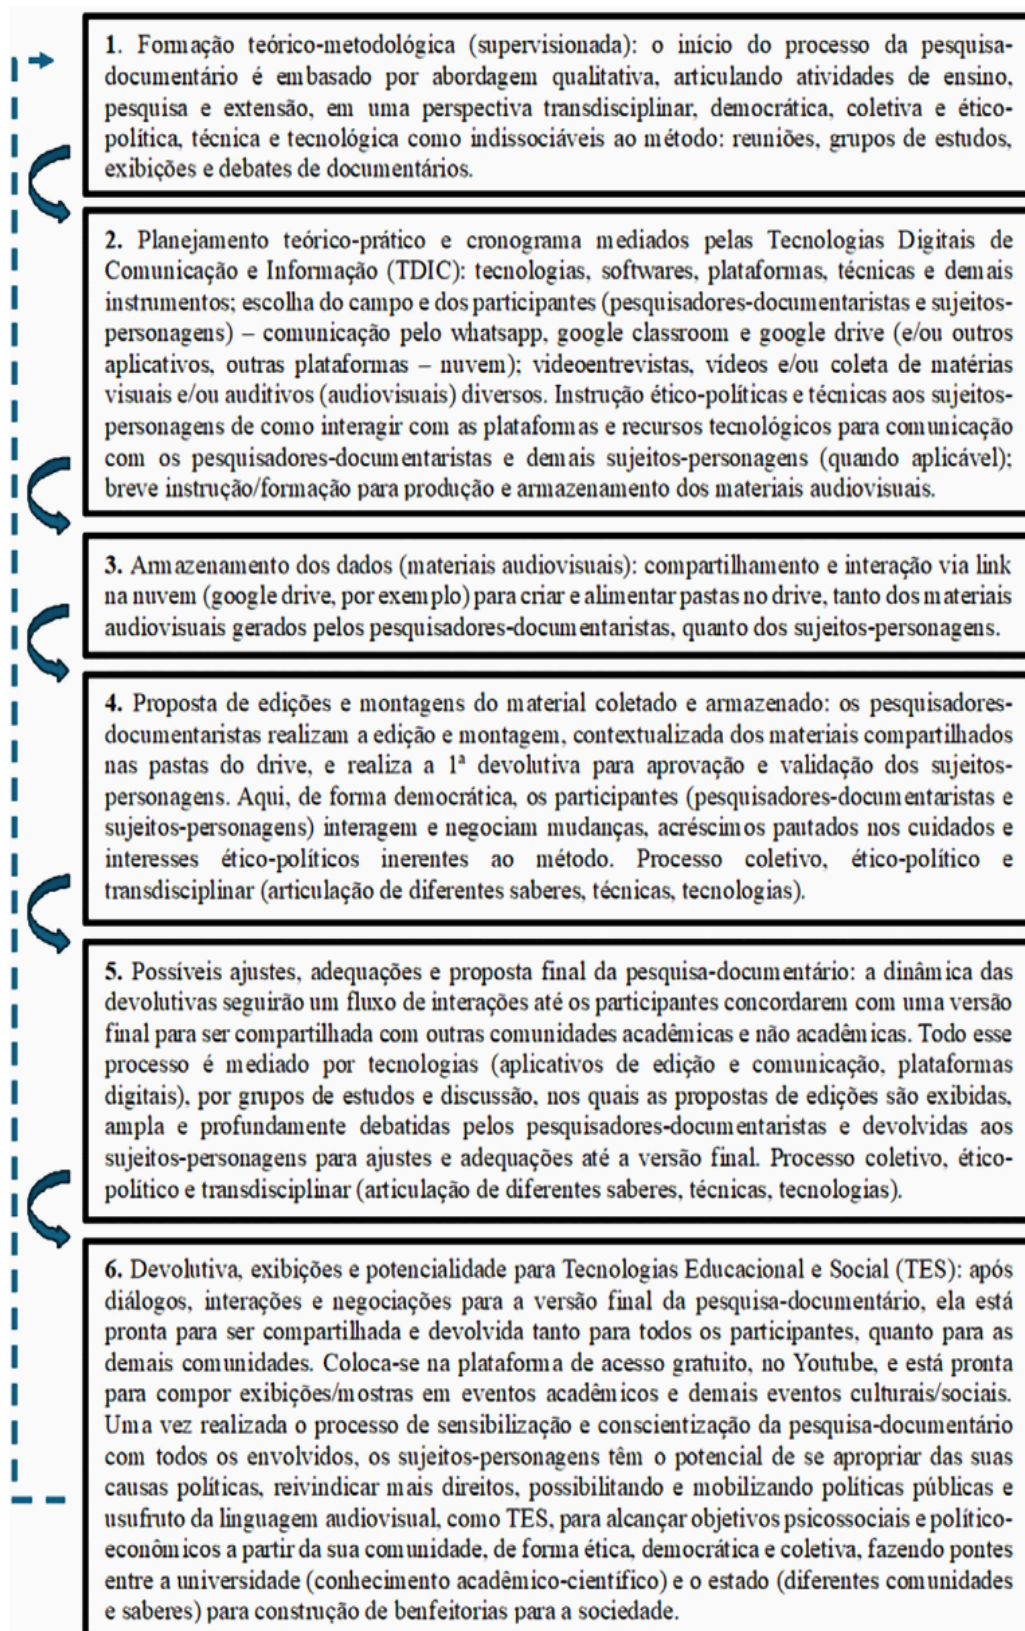 1. Formação teórico-metodológica (supervisionada): o início do processo da pesquisa-
documentário é embasado por abordagem qualitativa, articulando atividades de ensino,
pesquisa e extensão, em uma perspectiva transdisciplinar, democrática, coletiva e ético-
política, técnica e tecnológica como indissociáveis ao método: reuniões, grupos de estudos,
exibições e debates de documentários.
2. Planejamento teórico-prático e cronograma mediados pelas Tecnologias Digitais de
Comunicação e Informação (TDIC): tecnologias, softwares, plataformas, técnicas e demais
instrumentos; escolha do campo e dos participantes (pesquisadores-documentaristas e sujeitos-
personagens) – comunicação pelo whatsapp, google classroom e google drive (e/ou outros
aplicativos, outras plataformas – nuvem); videoentrevistas, vídeos e/ou coleta de matérias
visuais e/ou auditivos (audiovisuais) diversos. Instrução ético-políticas e técnicas aos sujeitos-
personagens de como interagir com as plataformas e recursos tecnológicos para comunicação
com os pesquisadores-documentaristas e demais sujeitos-personagens (quando aplicável);
breve instrução/formação para produção e armazenamento dos materiais audiovisuais.
3. Armazenamento dos dados (materiais audiovisuais): compartilhamento e interação via link
na nuvem (google drive, por exemplo) para criar e alimentar pastas no drive, tanto dos materiais
audiovisuais gerados pelos pesquisadores-documentaristas, quanto dos sujeitos-personagens.
4. Proposta de edições e montagens do material coletado e armazenado: os pesquisadores-
documentaristas realizam a edição e montagem, contextualizada dos materiais compartilhados
nas pastas do drive, e realiza a 1ª devolutiva para aprovação e validação dos sujeitos-
personagens. Aqui, de forma democrática, os participantes (pesquisadores-documentaristas e
sujeitos-personagens) interagem e negociam mudanças, acréscimos pautados nos cuidados e
interesses ético-políticos inerentes ao método. Processo coletivo, ético-político e
transdisciplinar (articulação de diferentes saberes, técnicas, tecnologias).
5. Possíveis ajustes, adequações e proposta final da pesquisa-documentário: a dinâmica das
devolutivas seguirão um fluxo de interações até os participantes concordarem com uma versão
final para ser compartilhada com outras comunidades acadêmicas e não acadêmicas. Todo esse
processo é mediado por tecnologias (aplicativos de edição e comunicação, plataformas
digitais), por grupos de estudos e discussão, nos quais as propostas de edições são exibidas,
ampla e profundamente debatidas pelos pesquisadores-documentaristas e devolvidas aos
sujeitos-personagens para ajustes e adequações até a versão final. Processo coletivo, ético-
político e transdisciplinar (articulação de diferentes saberes, técnicas, tecnologias).
6. Devolutiva, exibições e potencialidade para Tecnologias Educacional e Social (TES): após
diálogos, interações e negociações para a versão final da pesquisa-documentário, ela está
pronta para ser compartilhada e devolvida tanto para todos os participantes, quanto para as
demais comunidades. Coloca-se na plataforma de acesso gratuito, no Youtube, e está pronta
para compor exibições/mostras em eventos acadêmicos e demais eventos culturais/sociais.
Uma vez realizada o processo de sensibilização e conscientização da pesquisa-documentário
com todos os envolvidos, os sujeitos-personagens têm o potencial de se apropriar das suas
causas políticas, reivindicar mais direitos, possibilitando e mobilizando políticas públicas e
usufruto da linguagem audiovisual, como TES, para alcançar objetivos psicossociais e político-
econômicos a partir da sua comunidade, de forma ética, democrática e coletiva, fazendo pontes
entre a universidade (conhecimento acadêmico-científico) e o estado (diferentes comunidades
e saberes) para construção de benfeitorias para a sociedade.